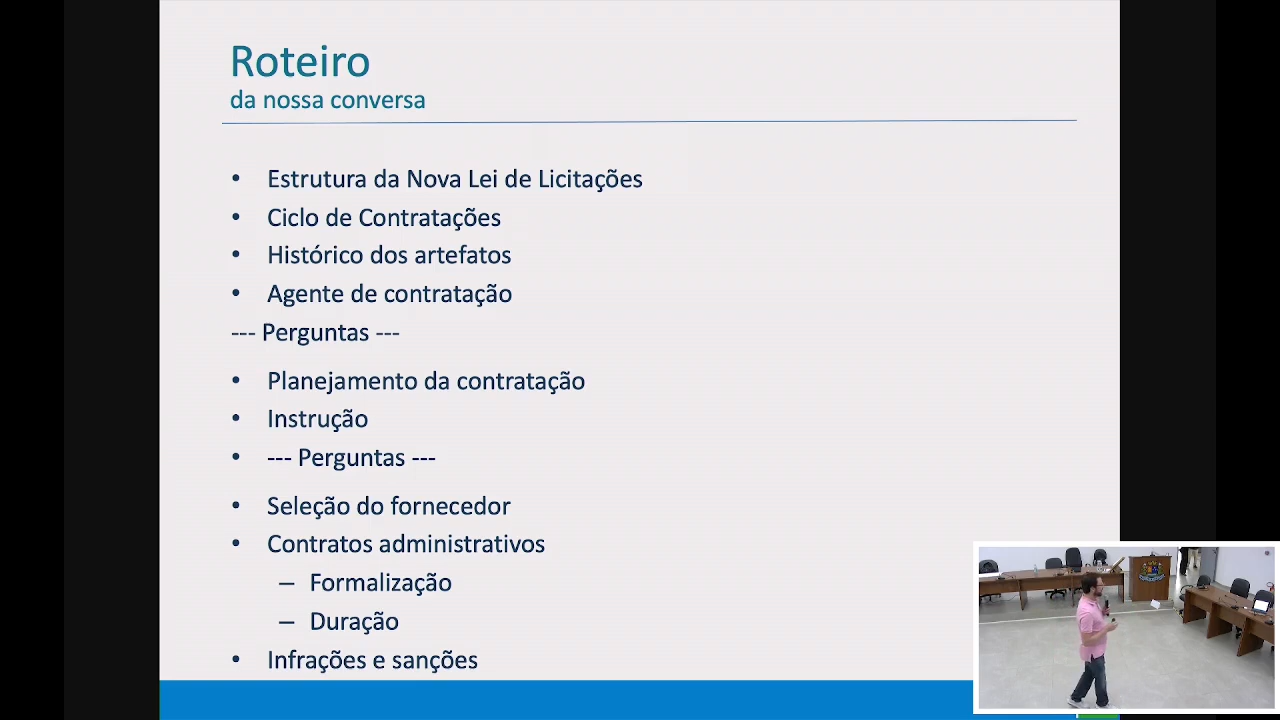 Roteiro
da nossa conversa
• Estrutura da Nova Lei de Licitações
• Ciclo de Contratações
• Histórico dos artefatos
• Agente de contratação
--- Perguntas ---
• Planejamento da contratação
• Instrução
• --- Perguntas ---
• Seleção do fornecedor
• Contratos administrativos
– Formalização
– Duração
• Infrações e sanções